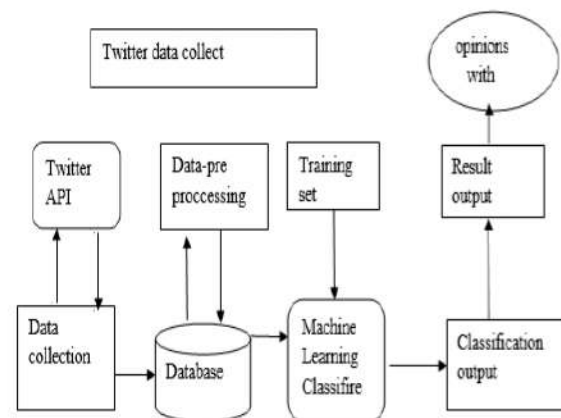 Twitter data collect
opinions
with
Twitter
API
Data-pre
proccessing
Training
set
Result
output
Data
collection
Database
Machine
Learning
Classifire
Classification
output